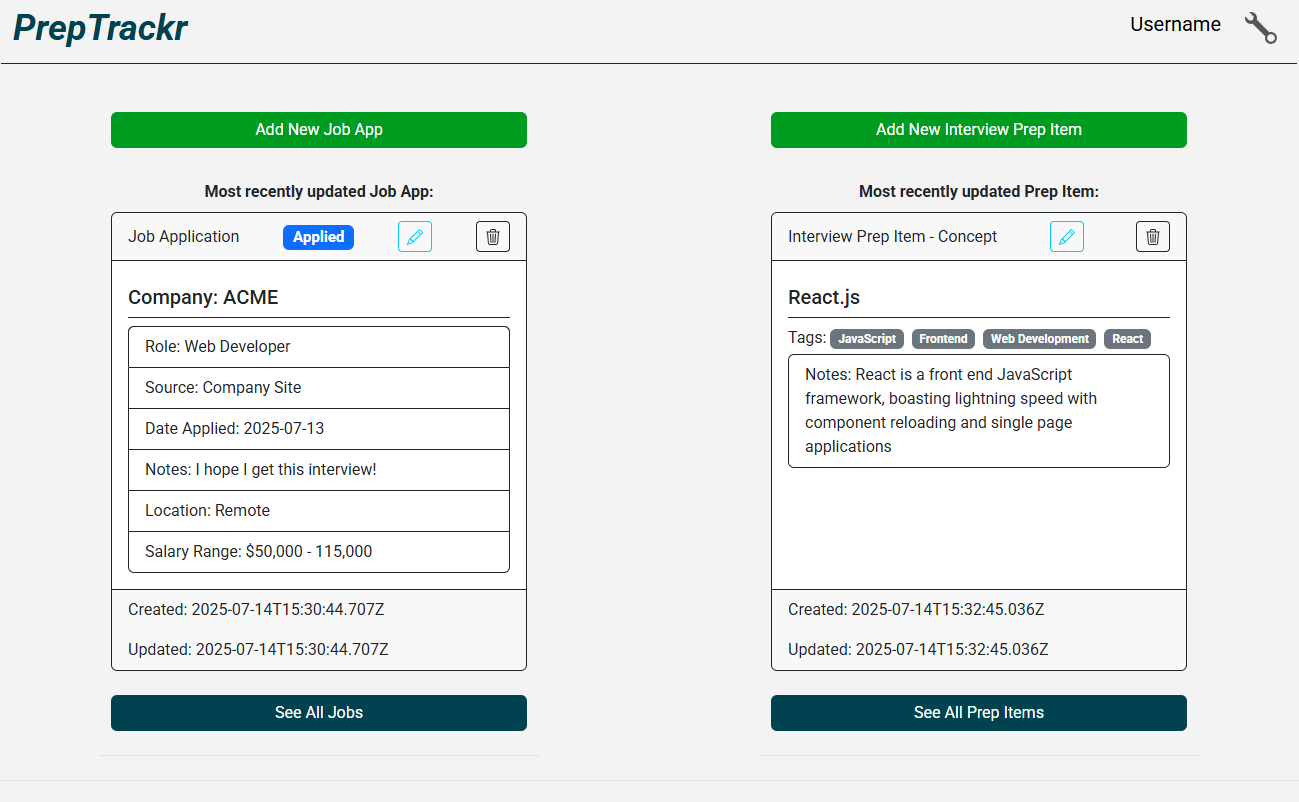 PrepTrackr
Username
Add New Job App
Most recently updated Job App:
Job Application
Applied
Company: ACME
Role: Web Developer
Source: Company Site
Date Applied: 2025-07-13
Notes: I hope I get this interview!
Location: Remote
Salary Range: $50,000 - 115,000
Created: 2025-07-14T15:30:44.707Z
Updated: 2025-07-14T15:30:44.707Z
See All Jobs
Add New Interview Prep Item
Most recently updated Prep Item:
Interview Prep Item - Concept
React.js
Tags: JavaScript Frontend Web Development React
Notes: React is a front end JavaScript
framework, boasting lightning speed with
component reloading and single page
applications
Created: 2025-07-14T15:32:45.036Z
Updated: 2025-07-14T15:32:45.036Z
See All Prep Items